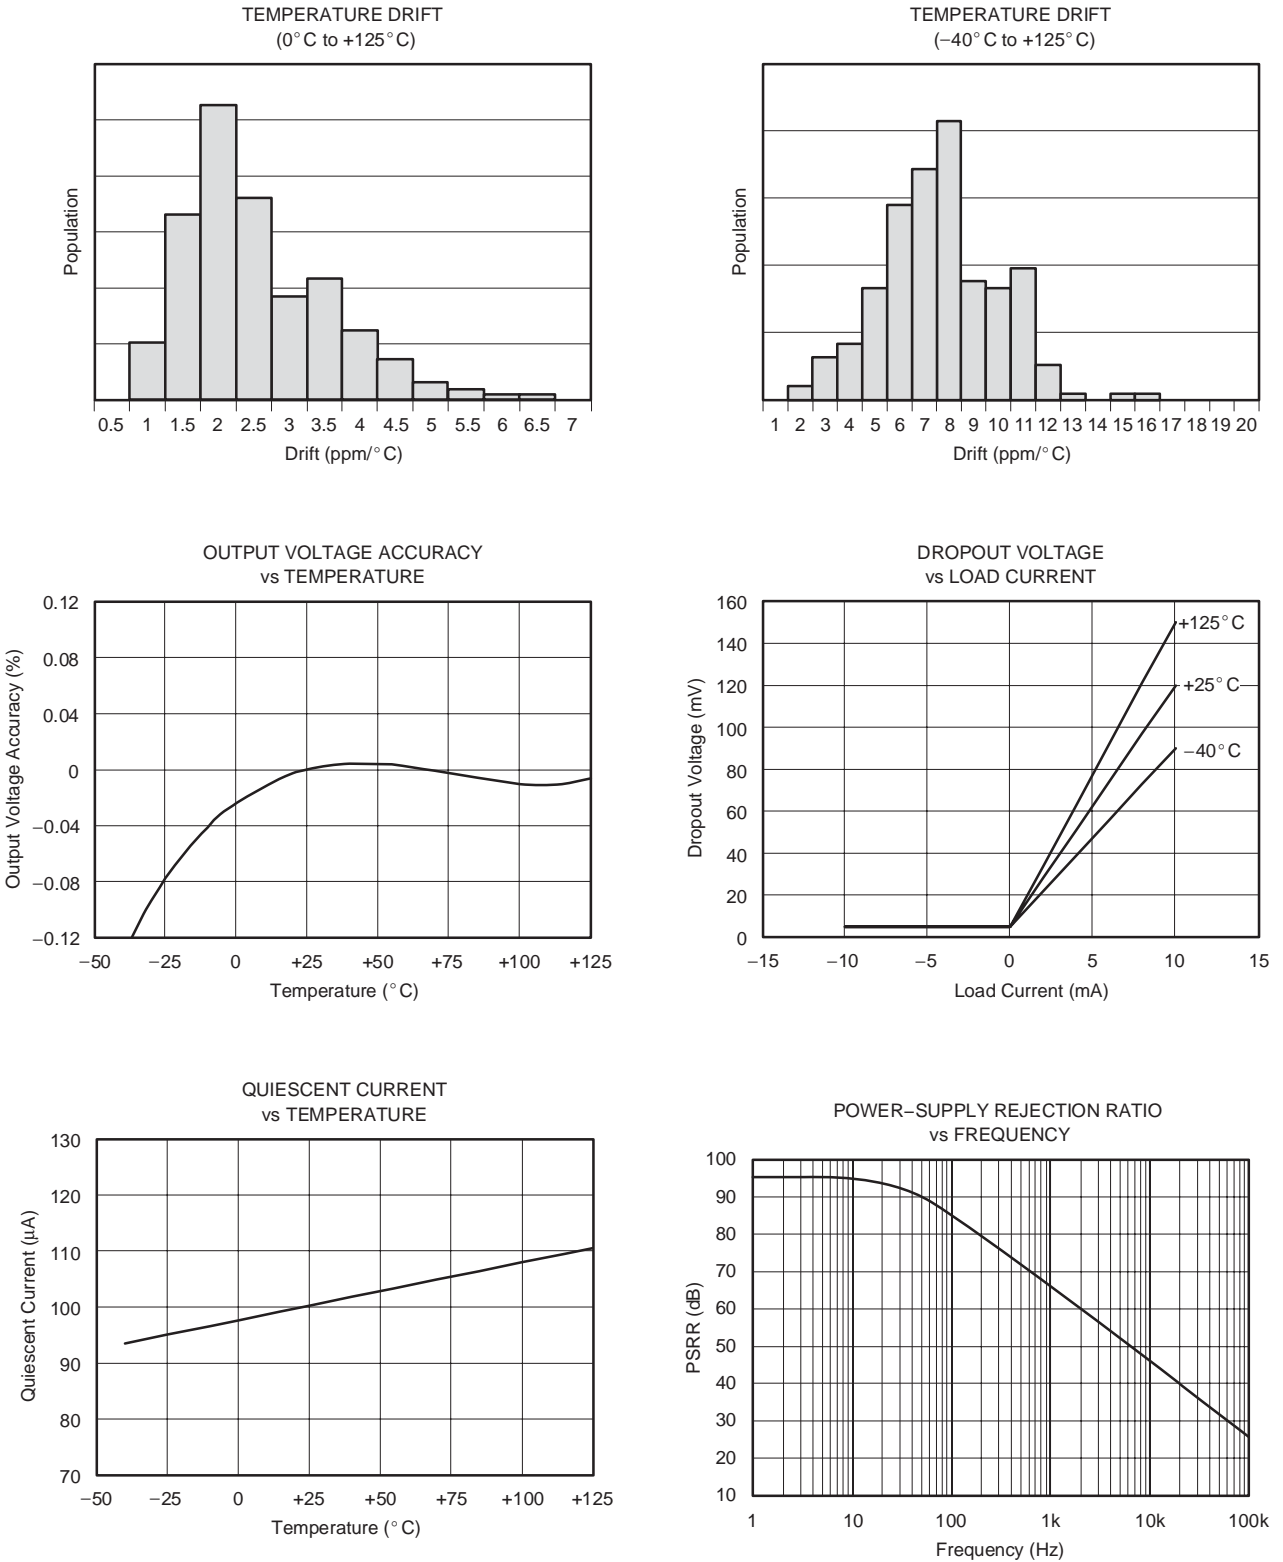 TEMPERATURE DRIFT
(0°C to +125°C)
Population
0.5 1 1.5 2 2.5 3 3.5 4 4.5 5 5.5 6 6.5 7
Drift (ppm/°C)
TEMPERATURE DRIFT
(−40°C to +125°C)
Population
1 2 3 4 5 6 7 8 9 10 11 12 13 14 15 16 17 18 19 20
Drift (ppm/°C)
OUTPUT VOLTAGE ACCURACY
vs TEMPERATURE
Output Voltage Accuracy (%)
0.12
0.08
0.04
0
−0.04
−0.08
−0.12
−50 −25 0 +25 +50 +75 +100 +125
Temperature (°C)
DROPOUT VOLTAGE
vs LOAD CURRENT
Dropout Voltage (mV)
160
140
120
100
80
60
40
20
0
+125°C
+25°C
−40°C
−15 −10 −5 0 5 10 15
Load Current (mA)
QUIESCENT CURRENT
vs TEMPERATURE
Quiescent Current (µA)
130
120
110
100
90
80
70
−50 −25 0 +25 +50 +75 +100 +125
Temperature (°C)
POWER−SUPPLY REJECTION RATIO
vs FREQUENCY
PSRR (dB)
100
90
80
70
60
50
40
30
20
10
1 10 100 1k 10k 100k
Frequency (Hz)